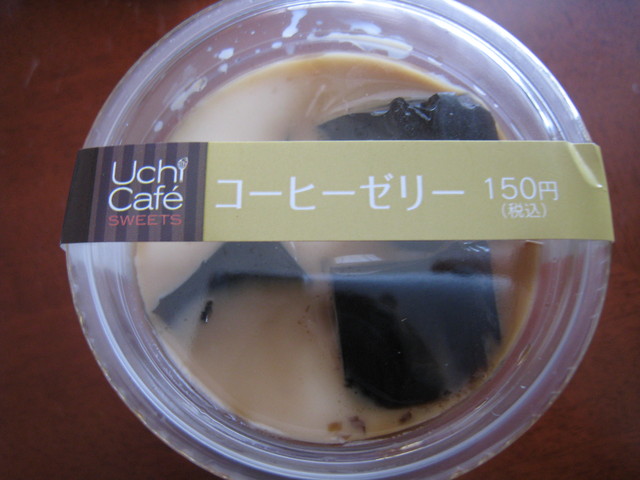 Uchi
Café
SWEETS
コーヒーゼリー
150円
(税込)